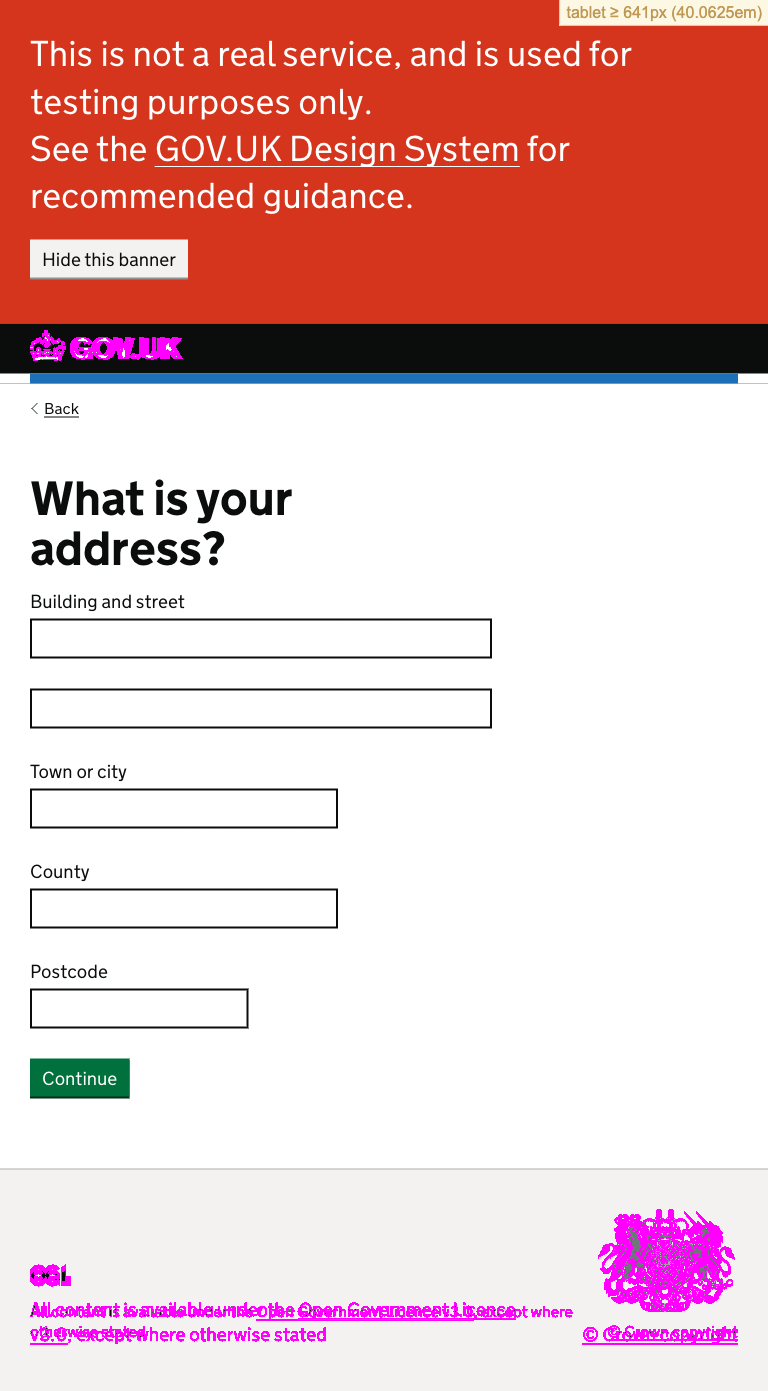 tablet ≥ 641px (40.0625em)
This is not a real service, and is used for
testing purposes only.
See the GOV.UK Design System for
recommended guidance.
Hide this banner
GOV.UK
Back
What is your
address?
Building and street
Town or city
County
Postcode
Continue
OGL
All content is available under the Open Government Licence
v3.0, except where otherwise stated
© Crown copyright